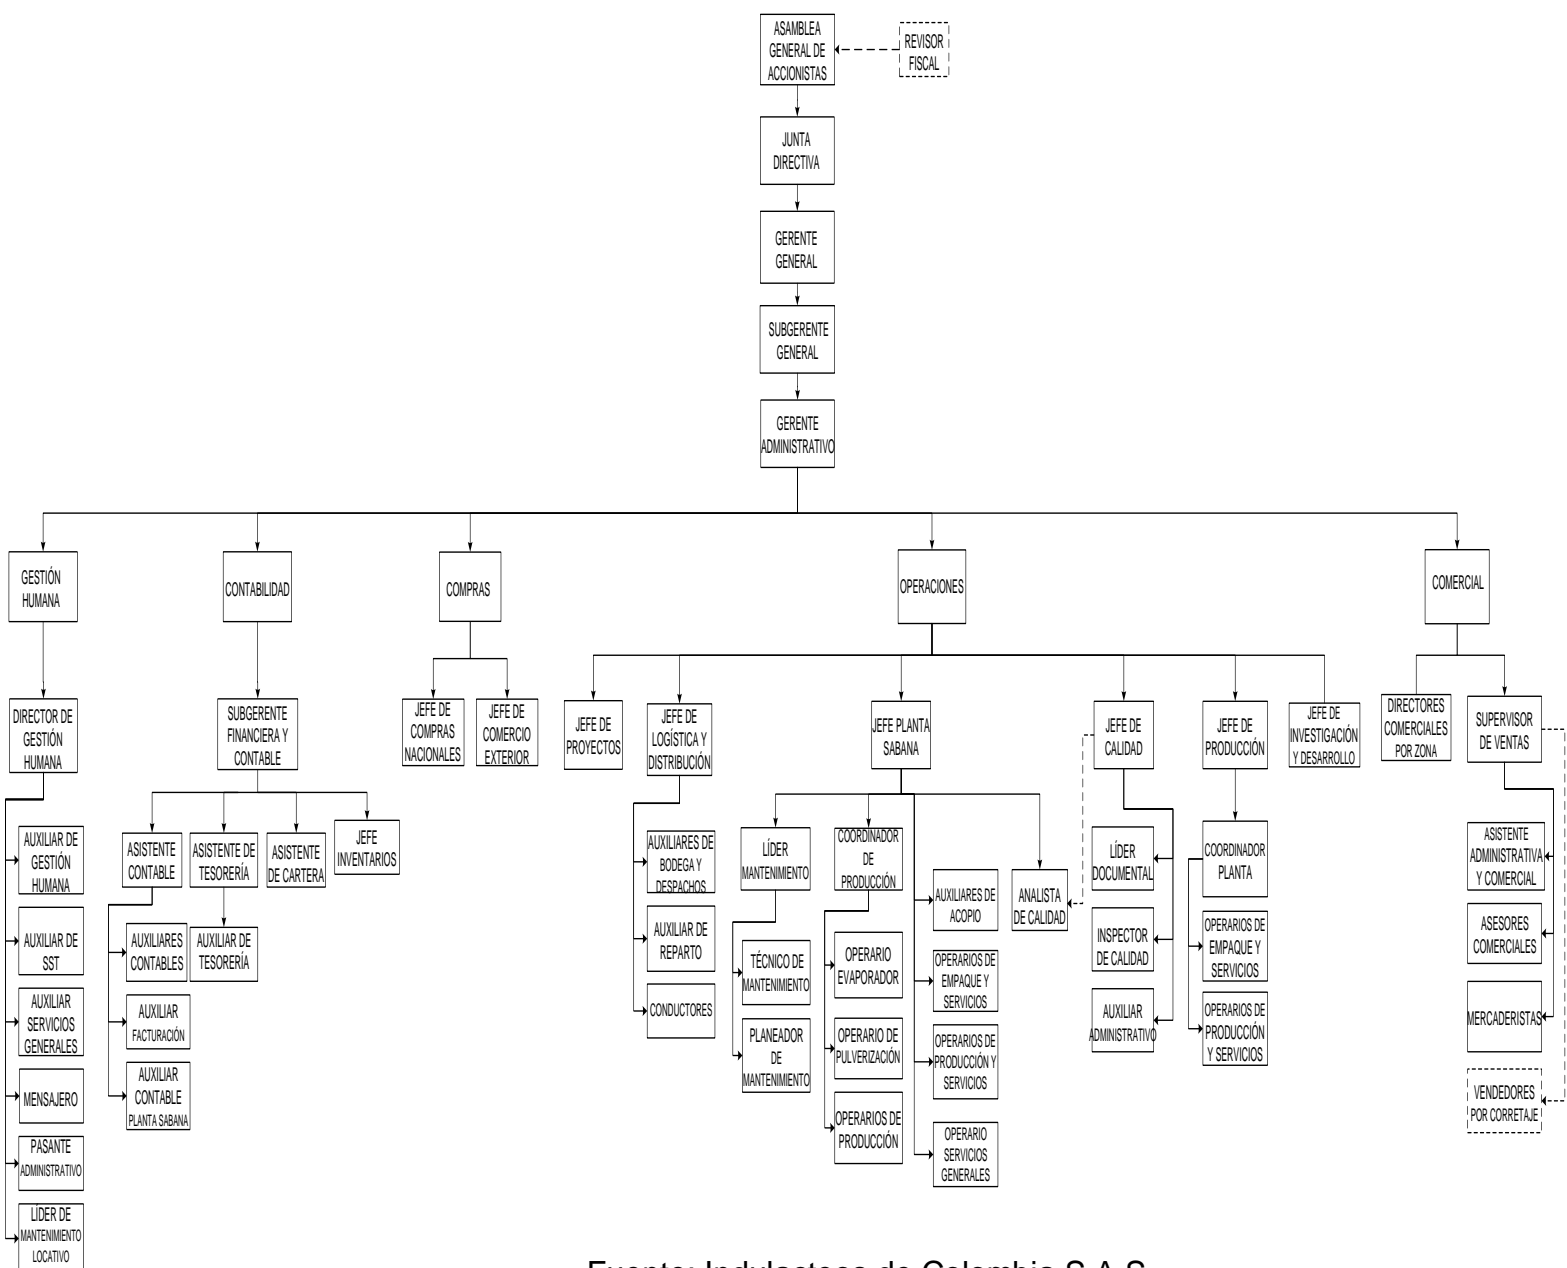 ASAMBLEA
GENERAL DE
ACCIONISTAS
REVISOR
FISCAL
JUNTA
DIRECTIVA
GERENTE
GENERAL
SUBGERENTE
GENERAL
GERENTE
ADMINISTRATIVO
GESTIÓN
HUMANA
CONTABILIDAD
COMPRAS
OPERACIONES
COMERCIAL
DIRECTOR DE
GESTIÓN
HUMANA
SUBGERENTE
FINANCIERA Y
CONTABLE
JEFE DE
COMPRAS
NACIONALES
JEFE DE
COMERCIO
EXTERIOR
JEFE DE
PROYECTOS
JEFE DE
LOGÍSTICA Y
DISTRIBUCIÓN
JEFE PLANTA
SABANA
JEFE DE
CALIDAD
JEFE DE
PRODUCCIÓN
JEFE DE
INVESTIGACIÓN
Y DESARROLLO
DIRECTORES
COMERCIALES
POR ZONA
SUPERVISOR
DE VENTAS
AUXILIAR DE
GESTIÓN
HUMANA
AUXILIAR DE
SST
AUXILIAR
SERVICIOS
GENERALES
MENSAJERO
PASANTE
ADMINISTRATIVO
LÍDER DE
MANTENIMIENTO
LOCATIVO
ASISTENTE
CONTABLE
ASISTENTE DE
TESORERÍA
ASISTENTE
DE CARTERA
JEFE
INVENTARIOS
AUXILIARES
CONTABLES
AUXILIAR DE
TESORERÍA
AUXILIAR
FACTURACIÓN
AUXILIAR
CONTABLE
PLANTA SABANA
AUXILIARES DE
BODEGA Y
DESPACHOS
AUXILIAR DE
REPARTO
CONDUCTORES
LÍDER
MANTENIMIENTO
TÉCNICO DE
MANTENIMIENTO
PLANEADOR
DE
MANTENIMIENTO
COORDINADOR
DE
PRODUCCIÓN
OPERARIO
EVAPORADOR
OPERARIO DE
PULVERIZACIÓN
OPERARIOS DE
PRODUCCIÓN
AUXILIARES DE
ACOPIO
OPERARIOS DE
EMPAQUE Y
SERVICIOS
OPERARIOS DE
PRODUCCIÓN Y
SERVICIOS
OPERARIO
SERVICIOS
GENERALES
ANALISTA
DE CALIDAD
LÍDER
DOCUMENTAL
INSPECTOR
DE CALIDAD
AUXILIAR
ADMINISTRATIVO
COORDINADOR
PLANTA
OPERARIOS DE
EMPAQUE Y
SERVICIOS
OPERARIOS DE
PRODUCCIÓN
Y SERVICIOS
ASISTENTE
ADMINISTRATIVA
Y COMERCIAL
ASESORES
COMERCIALES
MERCADERISTAS
VENDEDORES
POR CORRETAJE
Fuente: Indulacteos de Colombia S.A.S